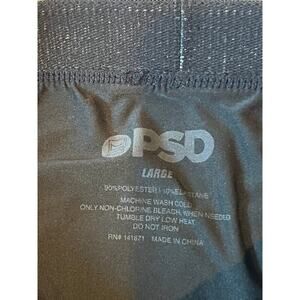 PSD
LARGE
90% POLYESTER / 10% ELASTANE
MACHINE WASH COLD
ONLY NON-CHLORINE BLEACH, WHEN NEEDED
TUMBLE DRY LOW HEAT
DO NOT IRON
RN# 141671 MADE IN CHINA